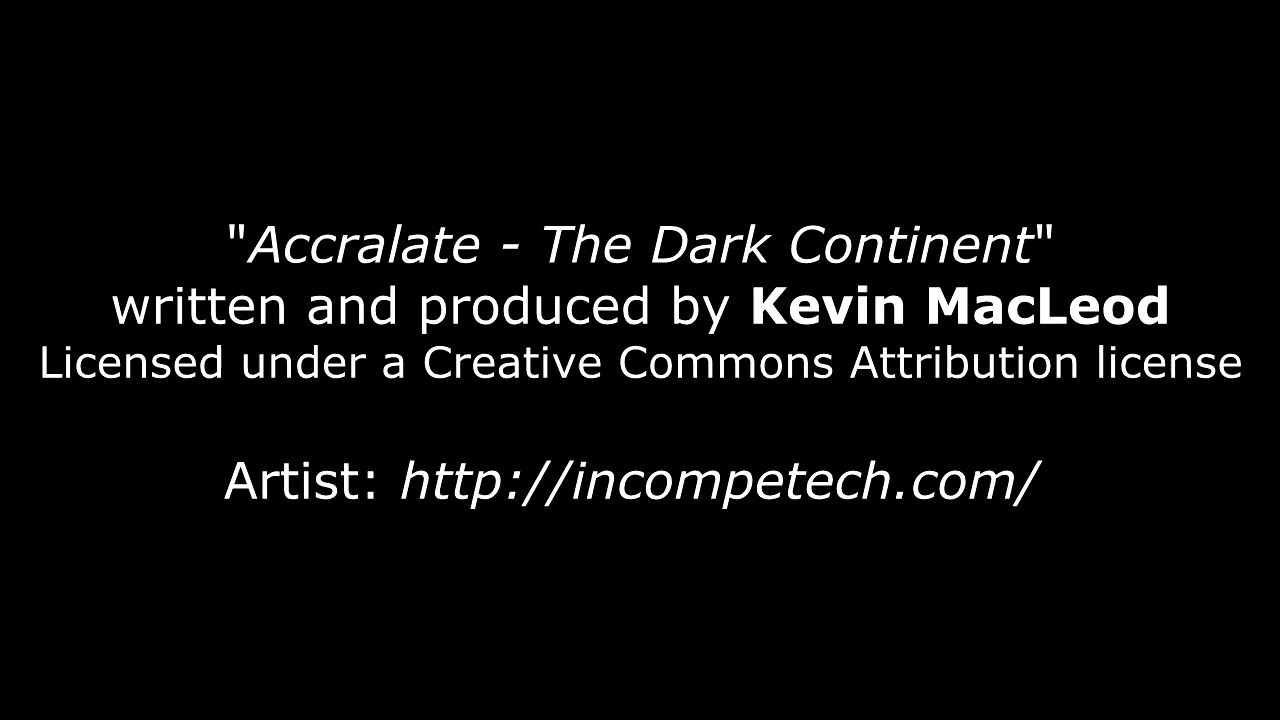 "Accralate - The Dark Continent"
written and produced by Kevin MacLeod
Licensed under a Creative Commons Attribution license
Artist: http://incompetech.com/